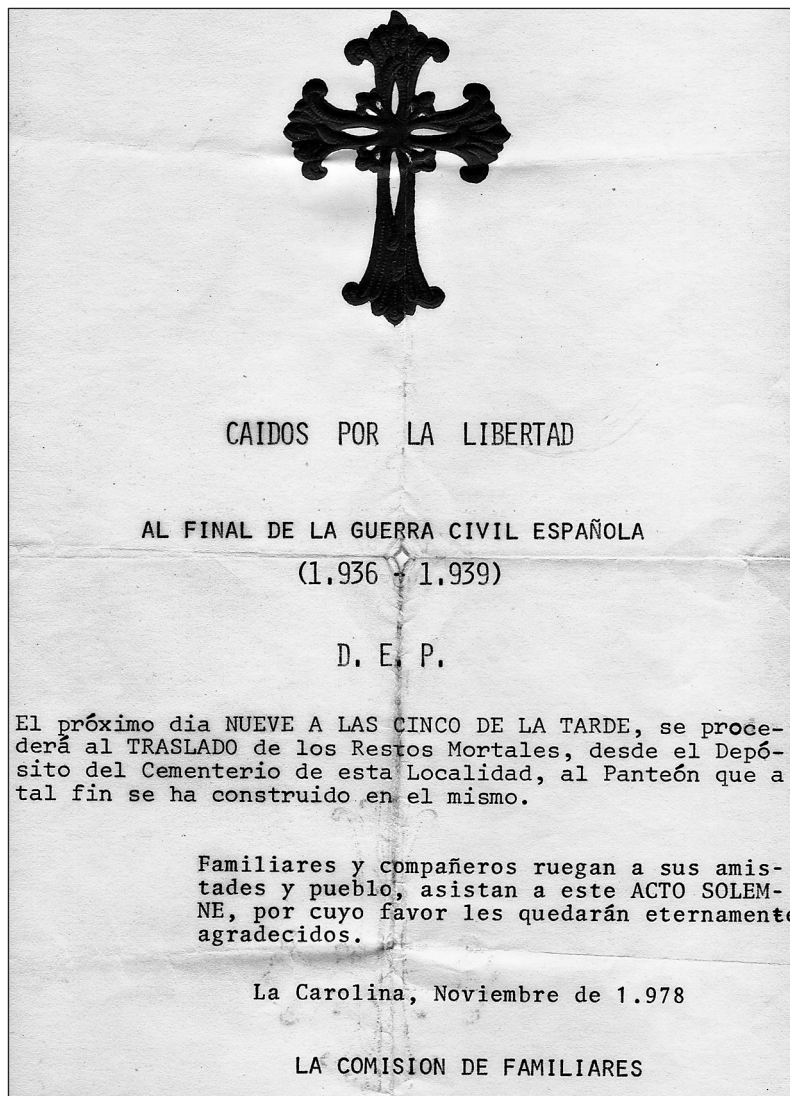 CAIDOS POR LA LIBERTAD
AL FINAL DE LA GUERRA CIVIL ESPAÑOLA
(1.936 - 1.939)
D. E. P.
El próximo dia NUEVE A LAS CINCO DE LA TARDE, se proce-
derá al TRASLADO de los Restos Mortales, desde el Depó-
sito del Cementerio de esta Localidad, al Panteón que a
tal fin se ha construido en el mismo.
Familiares y compañeros ruegan a sus amis-
tades y pueblo, asistan a este ACTO SOLEM-
NE, por cuyo favor les quedarán eternamente
agradecidos.
La Carolina, Noviembre de 1.978
LA COMISION DE FAMILIARES